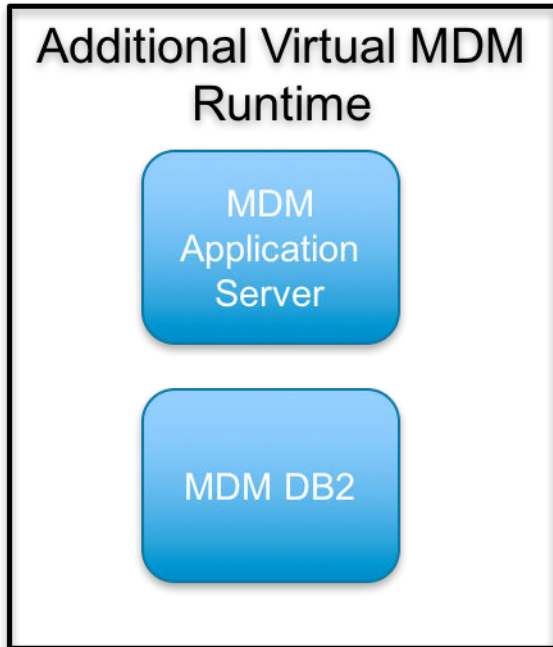 Additional Virtual MDM
Runtime
MDM
Application
Server
MDM DB2